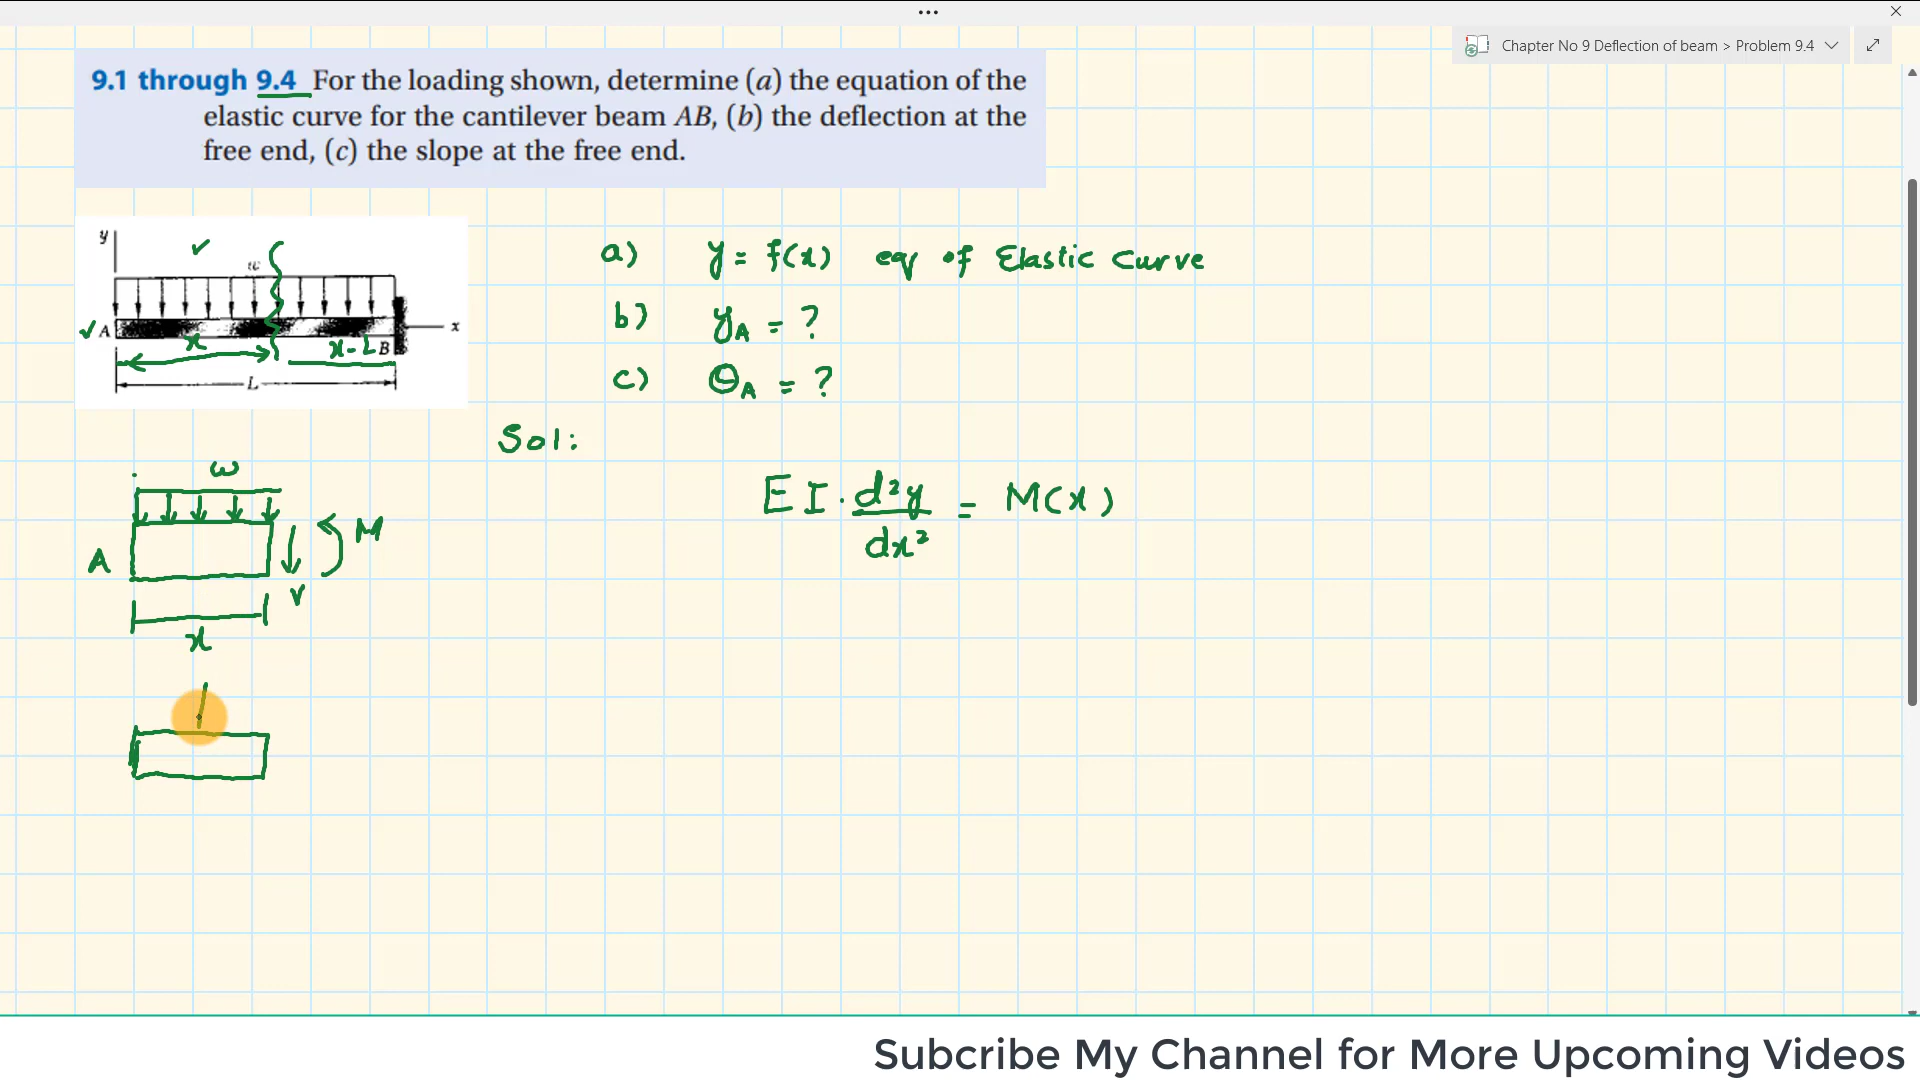 ...
Chapter No 9 Deflection of beam > Problem 9.4
9.1 through 9.4 For the loading shown, determine (a) the equation of the
elastic curve for the cantilever beam AB, (b) the deflection at the
free end, (c) the slope at the free end.
y
w
A
x
x
x-L
B
L
a) y = f(x) eq of Elastic Curve
b) yA = ?
c) ΘA = ?
Sol:
EI . d²y/dx² = M(x)
ω
A
M
V
x
Subcribe My Channel for More Upcoming Videos